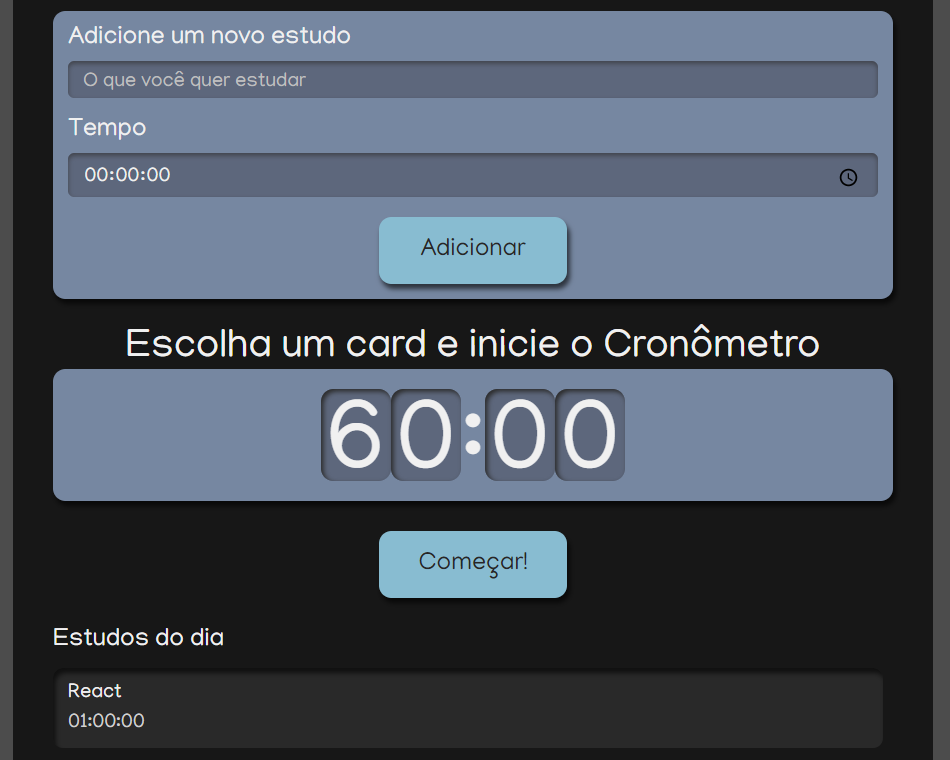 Adicione um novo estudo
O que você quer estudar
Tempo
00:00:00
Adicionar
Escolha um card e inicie o Cronômetro
60:00
Começar!
Estudos do dia
React
01:00:00